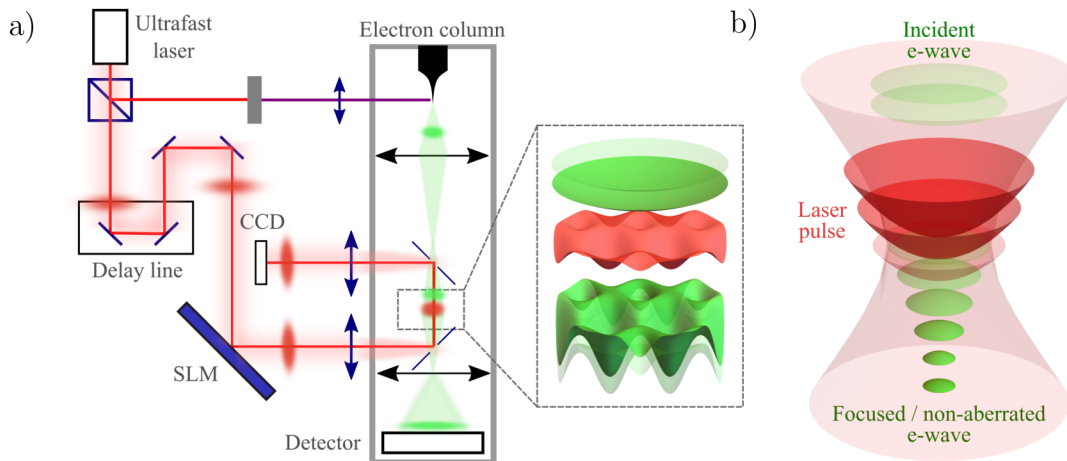 a)
Ultrafast
laser
Electron column
CCD
Delay line
SLM
Detector
b)
Incident
e-wave
Laser
pulse
Focused / non-aberrated
e-wave